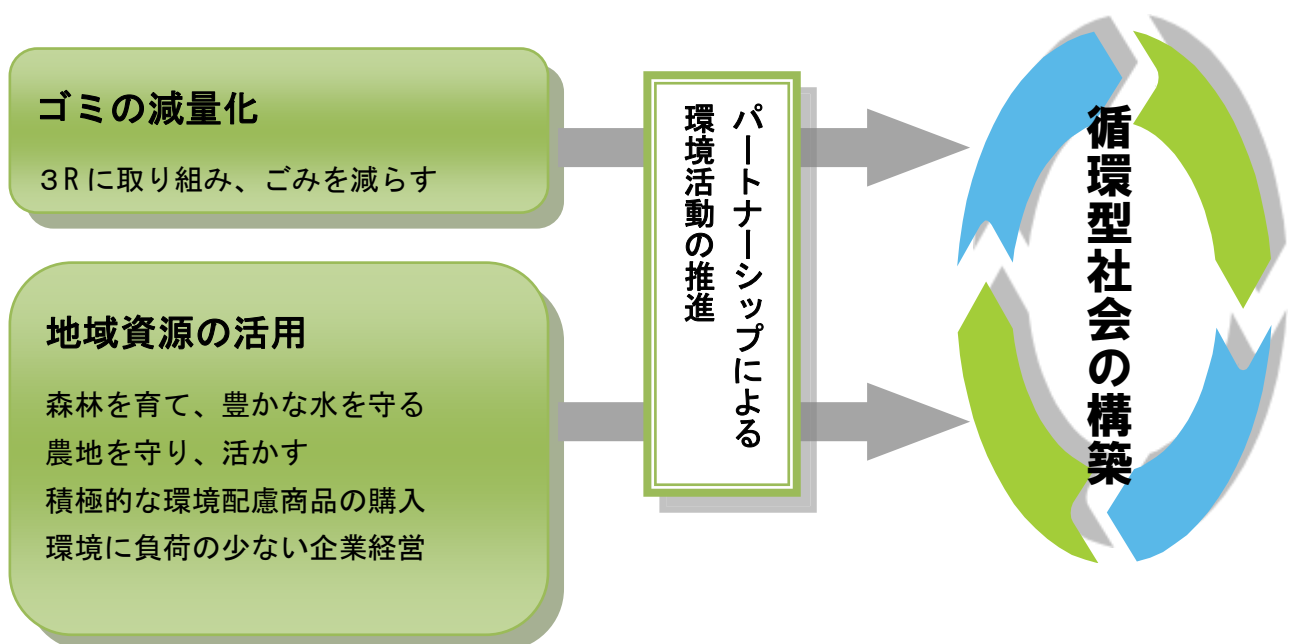 ゴミの減量化
３Rに取り組み、ごみを減らす
地域資源の活用
森林を育て、豊かな水を守る
農地を守り、活かす
積極的な環境配慮商品の購入
環境に負荷の少ない企業経営
パートナーシップによる
環境活動の推進
循環型社会の構築